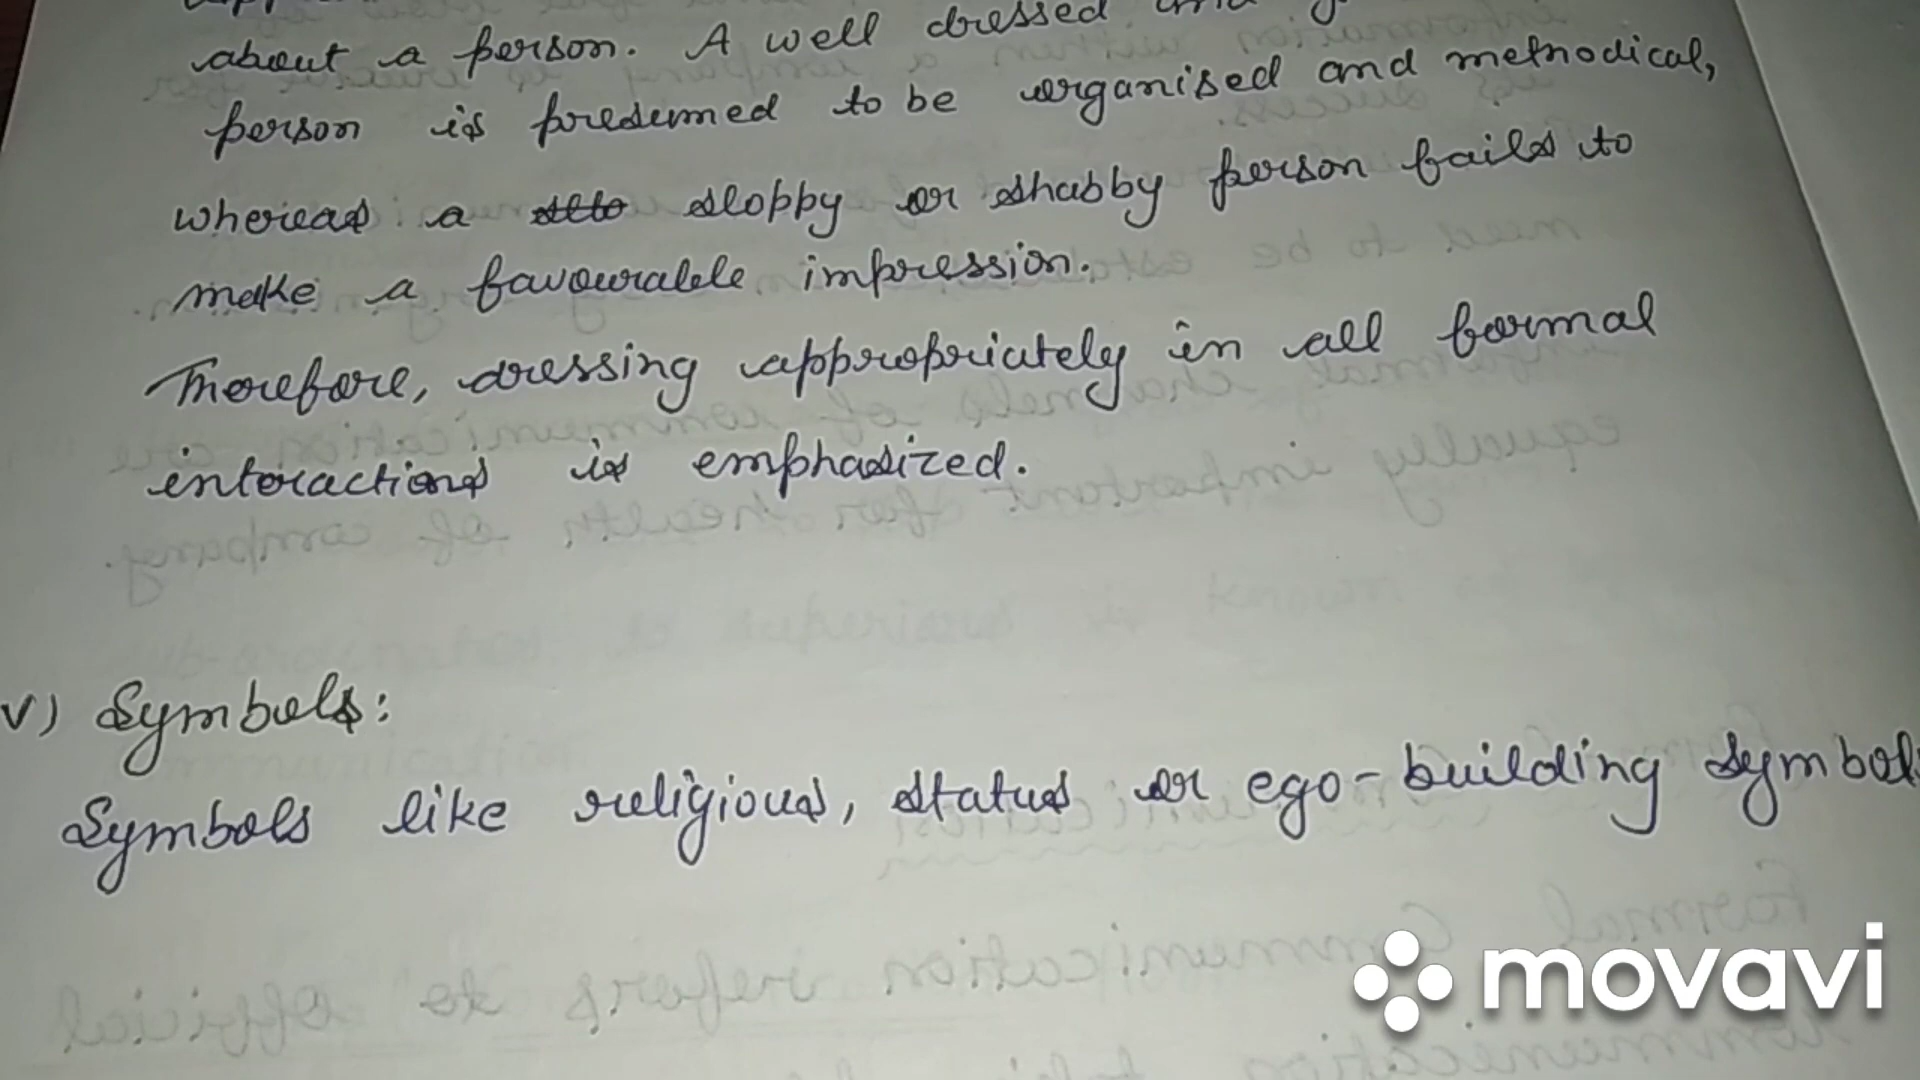 about a person. A well dressed and
person is presumed to be organised and methodical,
whereas a sloppy or shabby person fails to
make a favourable impression.
Therefore, dressing appropriately in all formal
interactions is emphasized.
v) Symbols:
Symbols like religious, status or ego-building symbols
movavi